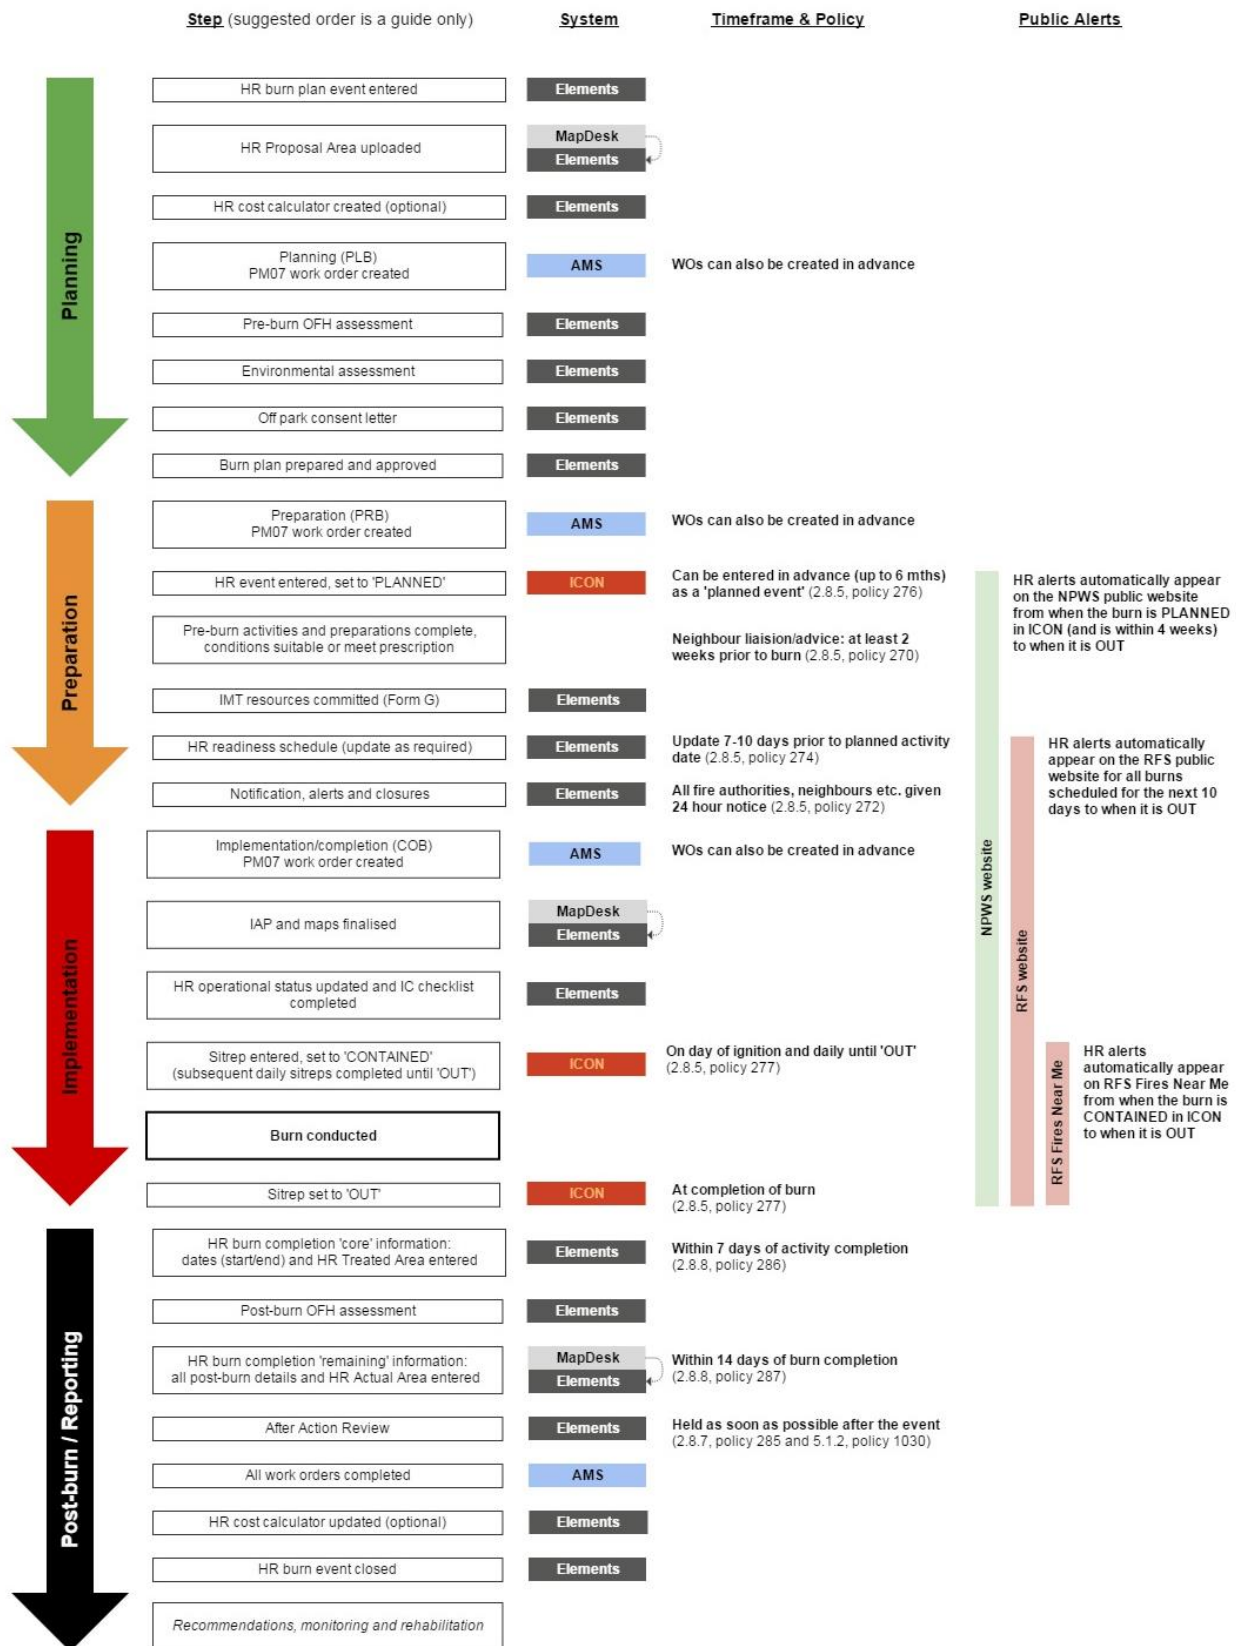 Step (suggested order is a guide only) System Timeframe & Policy Public Alerts
Planning
HR burn plan event entered Elements
HR Proposal Area uploaded MapDesk
Elements
HR cost calculator created (optional) Elements
Planning (PLB)
PM07 work order created AMS WOs can also be created in advance
Pre-burn OFH assessment Elements
Environmental assessment Elements
Off park consent letter Elements
Burn plan prepared and approved Elements
Preparation
Preparation (PRB)
PM07 work order created AMS WOs can also be created in advance
HR event entered, set to 'PLANNED' ICON Can be entered in advance (up to 6 mths)
as a 'planned event' (2.8.5, policy 276)
HR alerts automatically appear
on the NPWS public website
from when the burn is PLANNED
in ICON (and is within 4 weeks)
to when it is OUT
Pre-burn activities and preparations complete,
conditions suitable or meet prescription
Neighbour liaision/advice: at least 2
weeks prior to burn (2.8.5, policy 270)
IMT resources committed (Form G) Elements
HR readiness schedule (update as required) Elements Update 7-10 days prior to planned activity
date (2.8.5, policy 274)
HR alerts automatically
appear on the RFS public
website for all burns
scheduled for the next 10
days to when it is OUT
Notification, alerts and closures Elements All fire authorities, neighbours etc. given
24 hour notice (2.8.5, policy 272)
Implementation
Implementation/completion (COB)
PM07 work order created AMS WOs can also be created in advance
NPWS website
RFS website
IAP and maps finalised MapDesk
Elements
HR operational status updated and IC checklist
completed Elements
Sitrep entered, set to 'CONTAINED'
(subsequent daily sitreps completed until 'OUT') ICON On day of ignition and daily until 'OUT'
(2.8.5, policy 277)
RFS Fires Near Me
HR alerts
automatically appear
on RFS Fires Near Me
from when the burn is
CONTAINED in ICON
to when it is OUT
Burn conducted
Sitrep set to 'OUT' ICON At completion of burn
(2.8.5, policy 277)
Post-burn / Reporting
HR burn completion 'core' information:
dates (start/end) and HR Treated Area entered Elements Within 7 days of activity completion
(2.8.8, policy 286)
Post-burn OFH assessment Elements
HR burn completion 'remaining' information:
all post-burn details and HR Actual Area entered MapDesk
Elements Within 14 days of burn completion
(2.8.8, policy 287)
After Action Review Elements Held as soon as possible after the event
(2.8.7, policy 285 and 5.1.2, policy 1030)
All work orders completed AMS
HR cost calculator updated (optional) Elements
HR burn event closed Elements
Recommendations, monitoring and rehabilitation